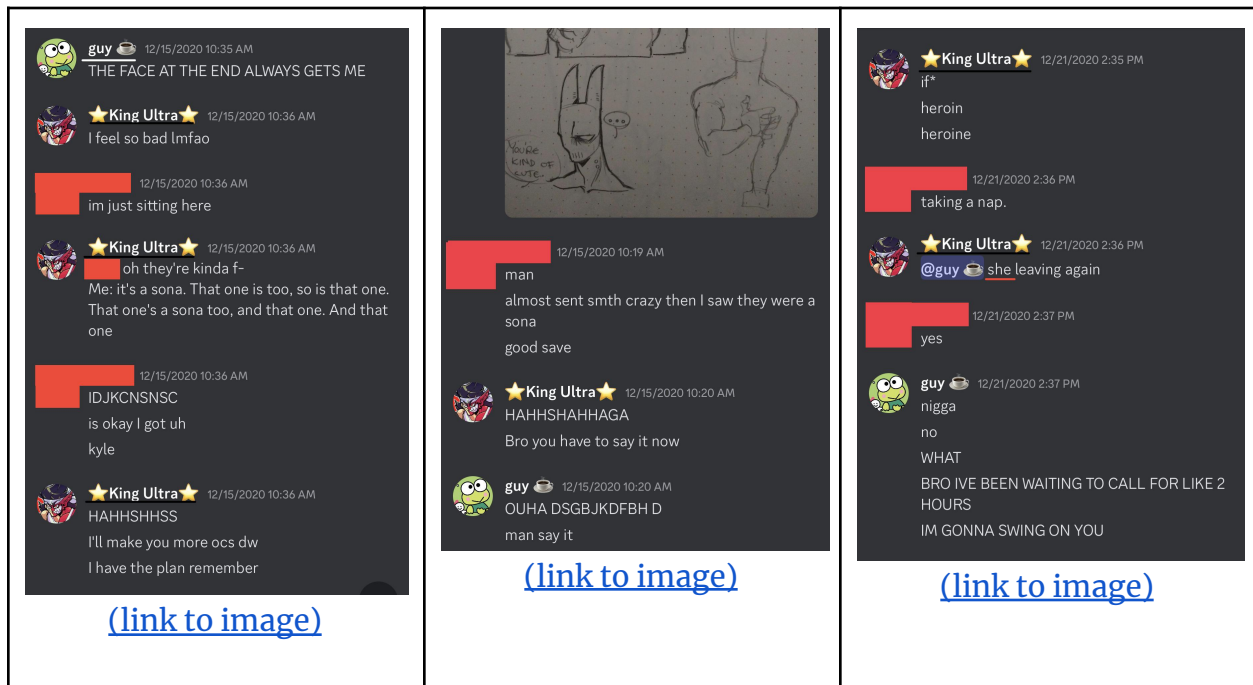 guy ☕ 12/15/2020 10:35 AM
THE FACE AT THE END ALWAYS GETS ME
⭐King Ultra⭐ 12/15/2020 10:36 AM
I feel so bad lmfao
12/15/2020 10:36 AM
im just sitting here
⭐King Ultra⭐ 12/15/2020 10:36 AM
oh they're kinda f-
Me: it's a sona. That one is too, so is that one.
That one's a sona too, and that one. And that
one
12/15/2020 10:36 AM
IDJKCNSNSC
is okay I got uh
kyle
⭐King Ultra⭐ 12/15/2020 10:36 AM
HAHHSHHSS
I'll make you more ocs dw
I have the plan remember
(link to image)
...
YOU'RE
KIND OF
CUTE.
12/15/2020 10:19 AM
man
almost sent smth crazy then I saw they were a
sona
good save
⭐King Ultra⭐ 12/15/2020 10:20 AM
HAHHSHAHHAGA
Bro you have to say it now
guy ☕ 12/15/2020 10:20 AM
OUHA DSGBJKDFBH D
man say it
(link to image)
⭐King Ultra⭐ 12/21/2020 2:35 PM
if*
heroin
heroine
12/21/2020 2:36 PM
taking a nap.
⭐King Ultra⭐ 12/21/2020 2:36 PM
@guy ☕ she leaving again
12/21/2020 2:37 PM
yes
guy ☕ 12/21/2020 2:37 PM
nigga
no
WHAT
BRO IVE BEEN WAITING TO CALL FOR LIKE 2
HOURS
IM GONNA SWING ON YOU
(link to image)